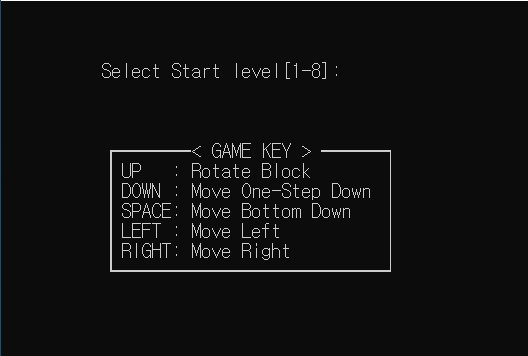 Select Start level[1-8]:
< GAME KEY >
UP   : Rotate Block
DOWN : Move One-Step Down
SPACE: Move Bottom Down
LEFT : Move Left
RIGHT: Move Right